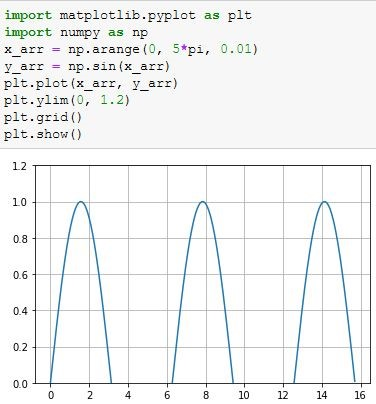 import matplotlib.pyplot as plt
import numpy as np
x_arr = np.arange(0, 5*pi, 0.01)
y_arr = np.sin(x_arr)
plt.plot(x_arr, y_arr)
plt.ylim(0, 1.2)
plt.grid()
plt.show()
1.2
1.0
0.8
0.6
0.4
0.2
0.0
0 2 4 6 8 10 12 14 16